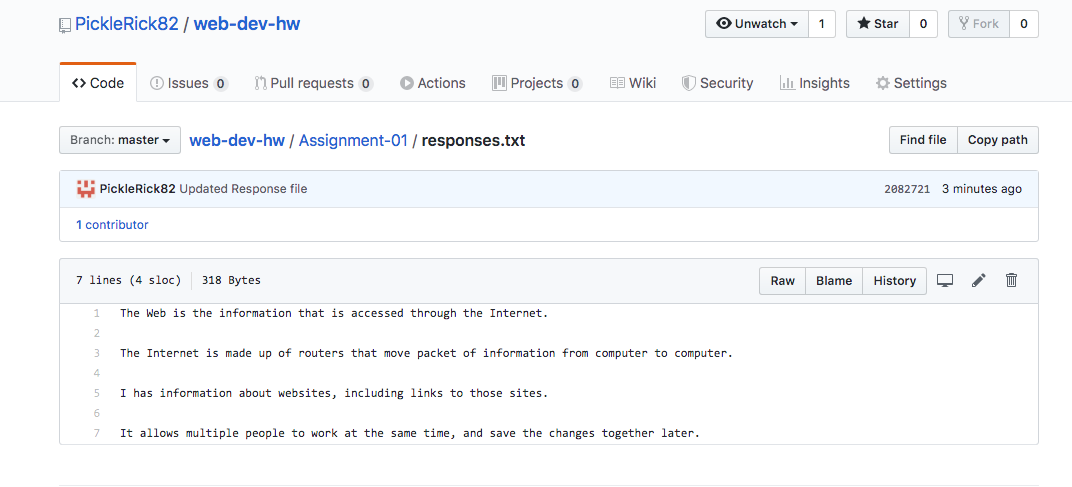 PickleRick82 / web-dev-hw
Unwatch 1 Star 0 Fork 0
Code Issues 0 Pull requests 0 Actions Projects 0 Wiki Security Insights Settings
Branch: master web-dev-hw / Assignment-01 / responses.txt Find file Copy path
PickleRick82 Updated Response file 2082721 3 minutes ago
1 contributor
7 lines (4 sloc) 318 Bytes Raw Blame History
1 The Web is the information that is accessed through the Internet.
2
3 The Internet is made up of routers that move packet of information from computer to computer.
4
5 I has information about websites, including links to those sites.
6
7 It allows multiple people to work at the same time, and save the changes together later.